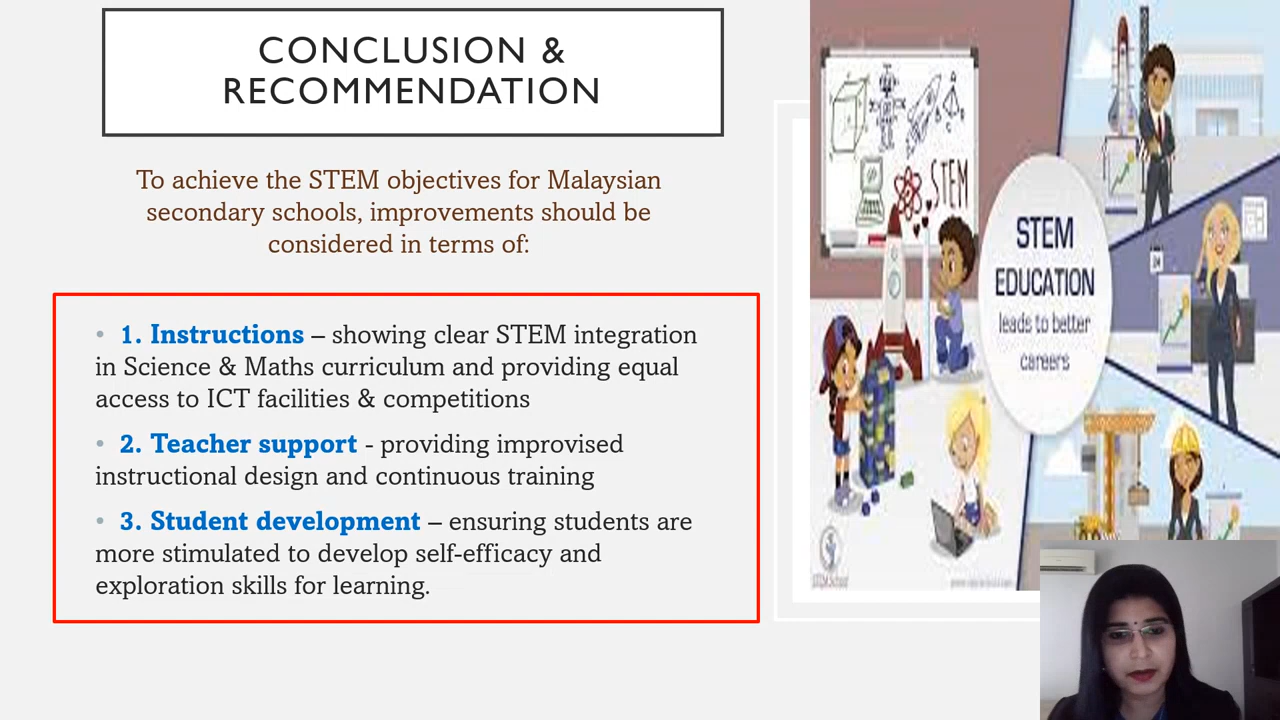 CONCLUSION &
RECOMMENDATION
To achieve the STEM objectives for Malaysian
secondary schools, improvements should be
considered in terms of:
• 1. Instructions – showing clear STEM integration
in Science & Maths curriculum and providing equal
access to ICT facilities & competitions
• 2. Teacher support - providing improvised
instructional design and continuous training
• 3. Student development – ensuring students are
more stimulated to develop self-efficacy and
exploration skills for learning.
STEM
STEM
EDUCATION
leads to better
careers